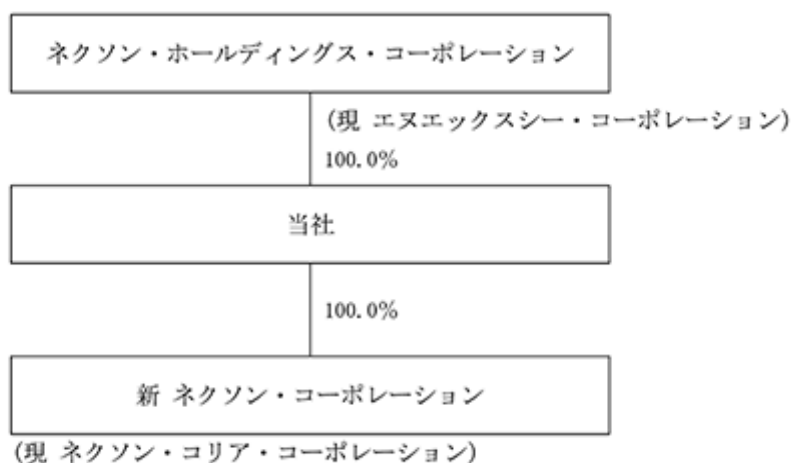 ネクソン・ホールディングス・コーポレーション
(現 エヌエックスシー・コーポレーション)
100.0%
当社
100.0%
新 ネクソン・コーポレーション
(現 ネクソン・コリア・コーポレーション)